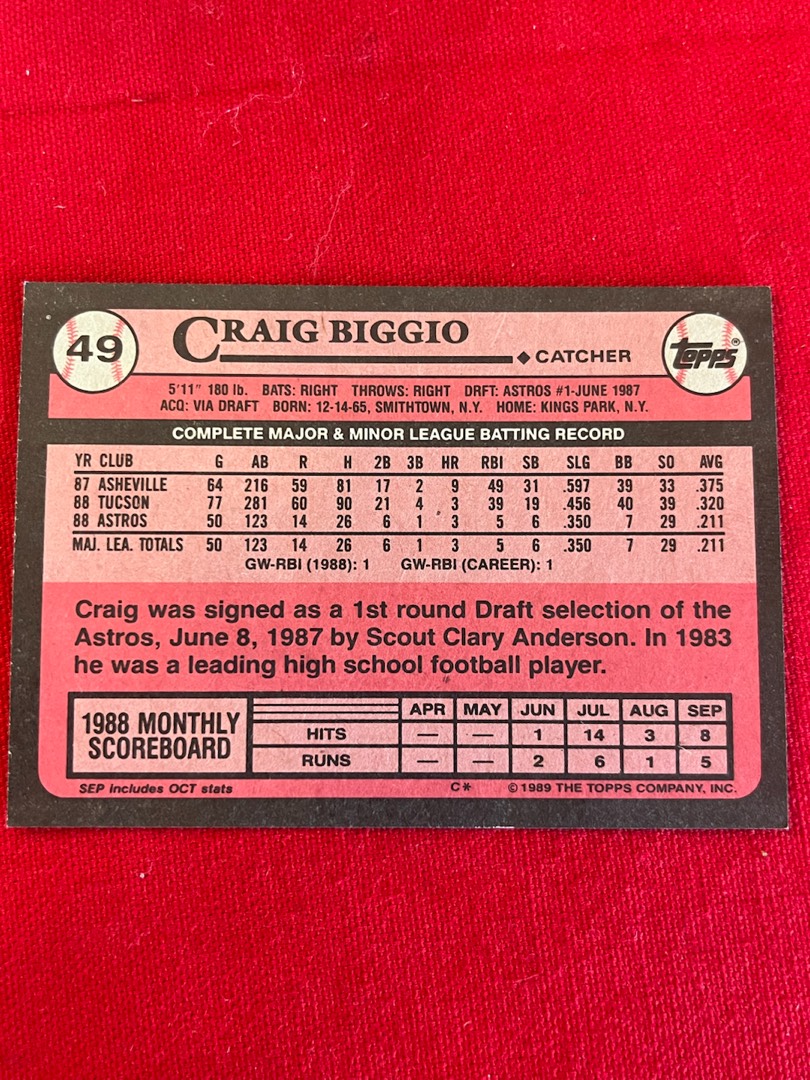 49
CRAIG BIGGIO
◆ CATCHER
TOPPS®
5'11" 180 lb. BATS: RIGHT THROWS: RIGHT DRFT: ASTROS #1-JUNE 1987
ACQ: VIA DRAFT BORN: 12-14-65, SMITHTOWN, N.Y. HOME: KINGS PARK, N.Y.
COMPLETE MAJOR & MINOR LEAGUE BATTING RECORD
YR CLUB G AB R H 2B 3B HR RBI SB SLG BB SO AVG
87 ASHEVILLE 64 216 59 81 17 2 9 49 31 .597 39 33 .375
88 TUCSON 77 281 60 90 21 4 3 39 19 .456 40 39 .320
88 ASTROS 50 123 14 26 6 1 3 5 6 .350 7 29 .211
MAJ. LEA. TOTALS 50 123 14 26 6 1 3 5 6 .350 7 29 .211
GW-RBI (1988): 1 GW-RBI (CAREER): 1
Craig was signed as a 1st round Draft selection of the
Astros, June 8, 1987 by Scout Clary Anderson. In 1983
he was a leading high school football player.
1988 MONTHLY
SCOREBOARD
APR MAY JUN JUL AUG SEP
HITS — — 1 14 3 8
RUNS — — 2 6 1 5
SEP includes OCT stats C* © 1989 THE TOPPS COMPANY, INC.